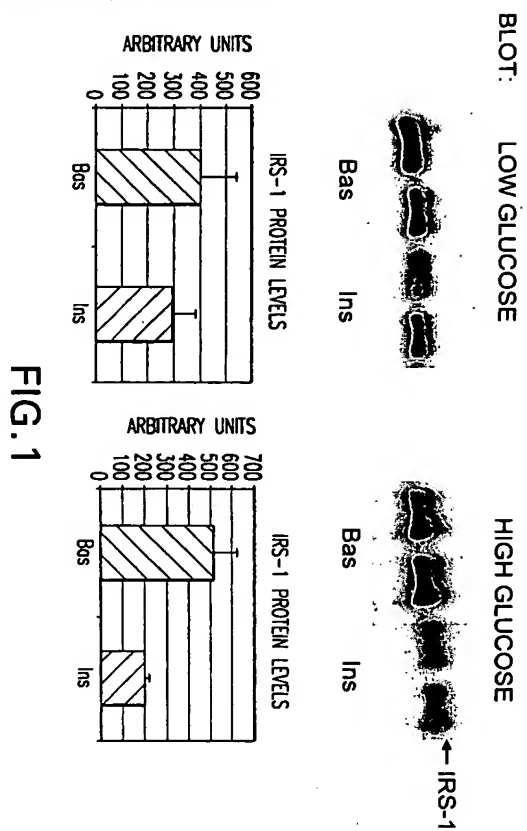 BLOT:
LOW GLUCOSE
HIGH GLUCOSE
← IRS-1
Bas
Ins
Bas
Ins
IRS-1 PROTEIN LEVELS
ARBITRARY UNITS
600
500
400
300
200
100
0
Bas
Ins
IRS-1 PROTEIN LEVELS
ARBITRARY UNITS
700
600
500
400
300
200
100
0
Bas
Ins
FIG.1